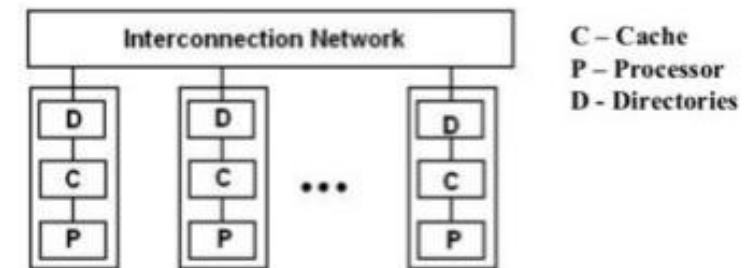 Interconnection Network
C – Cache
P – Processor
D - Directories
D D D
C C ... C
P P P